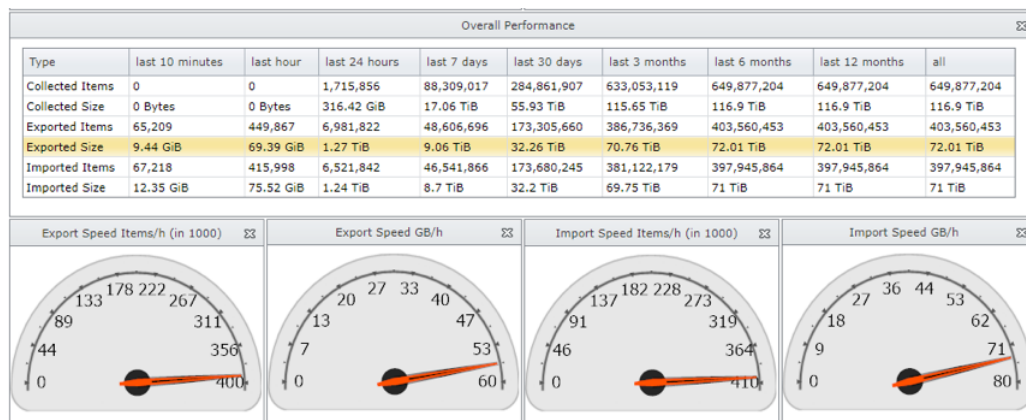 Overall Performance
Type last 10 minutes last hour last 24 hours last 7 days last 30 days last 3 months last 6 months last 12 months all
Collected Items 0 0 1,715,856 88,309,017 284,861,907 633,053,119 649,877,204 649,877,204 649,877,204
Collected Size 0 Bytes 0 Bytes 316.42 GiB 17.06 TiB 55.93 TiB 115.65 TiB 116.9 TiB 116.9 TiB 116.9 TiB
Exported Items 65,209 449,867 6,981,822 48,606,696 173,305,660 386,736,369 403,560,453 403,560,453 403,560,453
Exported Size 9.44 GiB 69.39 GiB 1.27 TiB 9.06 TiB 32.26 TiB 70.76 TiB 72.01 TiB 72.01 TiB 72.01 TiB
Imported Items 67,218 415,998 6,521,842 46,541,866 173,680,245 381,122,179 397,945,864 397,945,864 397,945,864
Imported Size 12.35 GiB 75.52 GiB 1.24 TiB 8.7 TiB 32.2 TiB 69.75 TiB 71 TiB 71 TiB 71 TiB
Export Speed Items/h (in 1000)
0 44 89 133 178 222 267 311 356 400
Export Speed GB/h
0 7 13 20 27 33 40 47 53 60
Import Speed Items/h (in 1000)
0 46 91 137 182 228 273 319 364 410
Import Speed GB/h
0 9 18 27 36 44 53 62 71 80